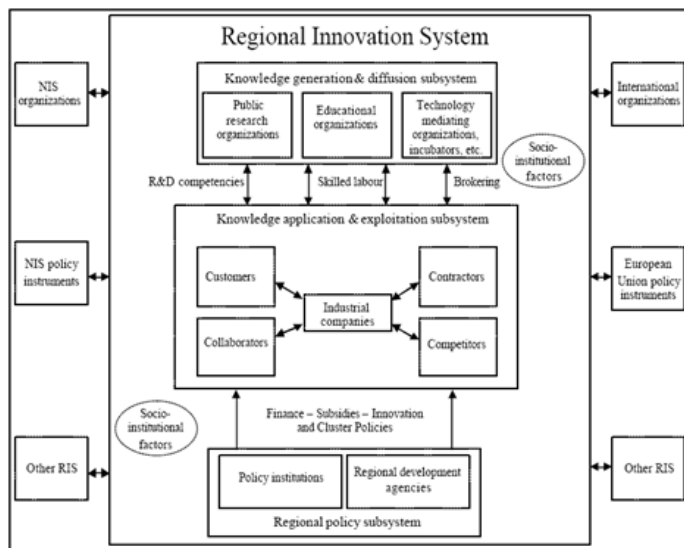 Regional Innovation System
NIS
organizations
Knowledge generation & diffusion subsystem
Public
research
organizations
Educational
organizations
Technology
mediating
organizations,
incubators, etc.
International
organizations
Socio-
institutional
factors
R&D competencies
Skilled labour
Brokering
Knowledge application & exploitation subsystem
NIS policy
instruments
Customers
Contractors
Industrial
companies
Collaborators
Competitors
European
Union policy
instruments
Socio-
institutional
factors
Finance – Subsidies – Innovation
and Cluster Policies
Other RIS
Policy institutions
Regional development
agencies
Regional policy subsystem
Other RIS